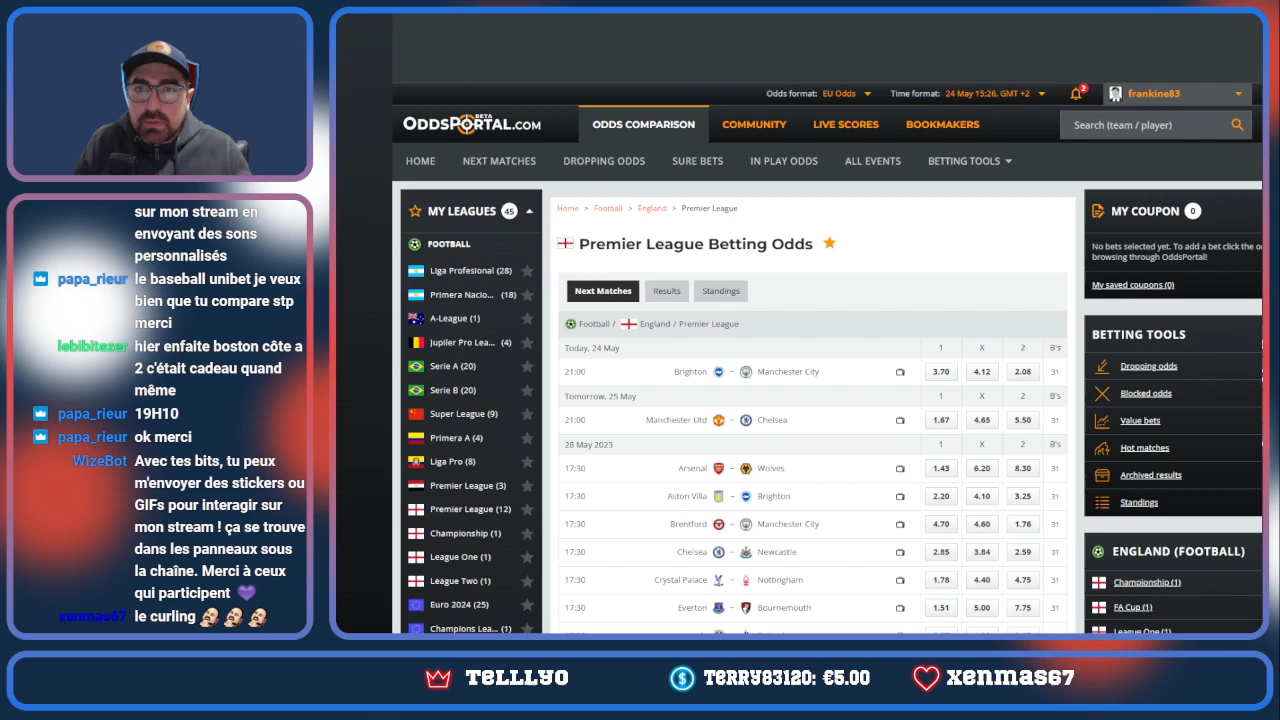 sur mon stream en
envoyant des sons
personnalisés
papa_rieur le baseball unibet je veux
bien que tu compare stp
merci
lebibitezer hier enfaite boston côte a
2 c'était cadeau quand
même
papa_rieur 19H10
papa_rieur ok merci
WizeBot Avec tes bits, tu peux
m'envoyer des stickers ou
GIFs pour interagir sur
mon stream ! ça se trouve
dans les panneaux sous
la chaîne. Merci à ceux
qui participent
xenmas67 le curling
Odds format: EU Odds Time format: 24 May 15:26, GMT +2 2 frankine83
ODDSPORTAL.COM BETA ODDS COMPARISON COMMUNITY LIVE SCORES BOOKMAKERS Search (team / player)
HOME NEXT MATCHES DROPPING ODDS SURE BETS IN PLAY ODDS ALL EVENTS BETTING TOOLS
MY LEAGUES 45
FOOTBALL
Liga Profesional (28)
Primera Nacio... (18)
A-League (1)
Jupiler Pro Lea... (4)
Serie A (20)
Serie B (20)
Super League (9)
Primera A (4)
Liga Pro (8)
Premier League (3)
Premier League (12)
Championship (1)
League One (1)
League Two (1)
Euro 2024 (25)
Champions Lea... (1)
Home > Football > England > Premier League
Premier League Betting Odds
Next Matches Results Standings
Football / England / Premier League
Today, 24 May 1 X 2 B's
21:00 Brighton - Manchester City 3.70 4.12 2.08 31
Tomorrow, 25 May 1 X 2 B's
21:00 Manchester Utd - Chelsea 1.67 4.65 5.50 31
28 May 2023 1 X 2 B's
17:30 Arsenal - Wolves 1.43 6.20 8.30 31
17:30 Aston Villa - Brighton 2.20 4.10 3.25 31
17:30 Brentford - Manchester City 4.70 4.60 1.76 31
17:30 Chelsea - Newcastle 2.85 3.84 2.59 31
17:30 Crystal Palace - Nottingham 1.78 4.40 4.75 31
17:30 Everton - Bournemouth 1.51 5.00 7.75 31
MY COUPON 0
No bets selected yet. To add a bet click the o
browsing through OddsPortal!
My saved coupons (0)
BETTING TOOLS
Dropping odds
Blocked odds
Value bets
Hot matches
Archived results
Standings
ENGLAND (FOOTBALL)
Championship (1)
FA Cup (1)
League One (1)
TELLLYO TERRY83120: €5.00 XENMAS67